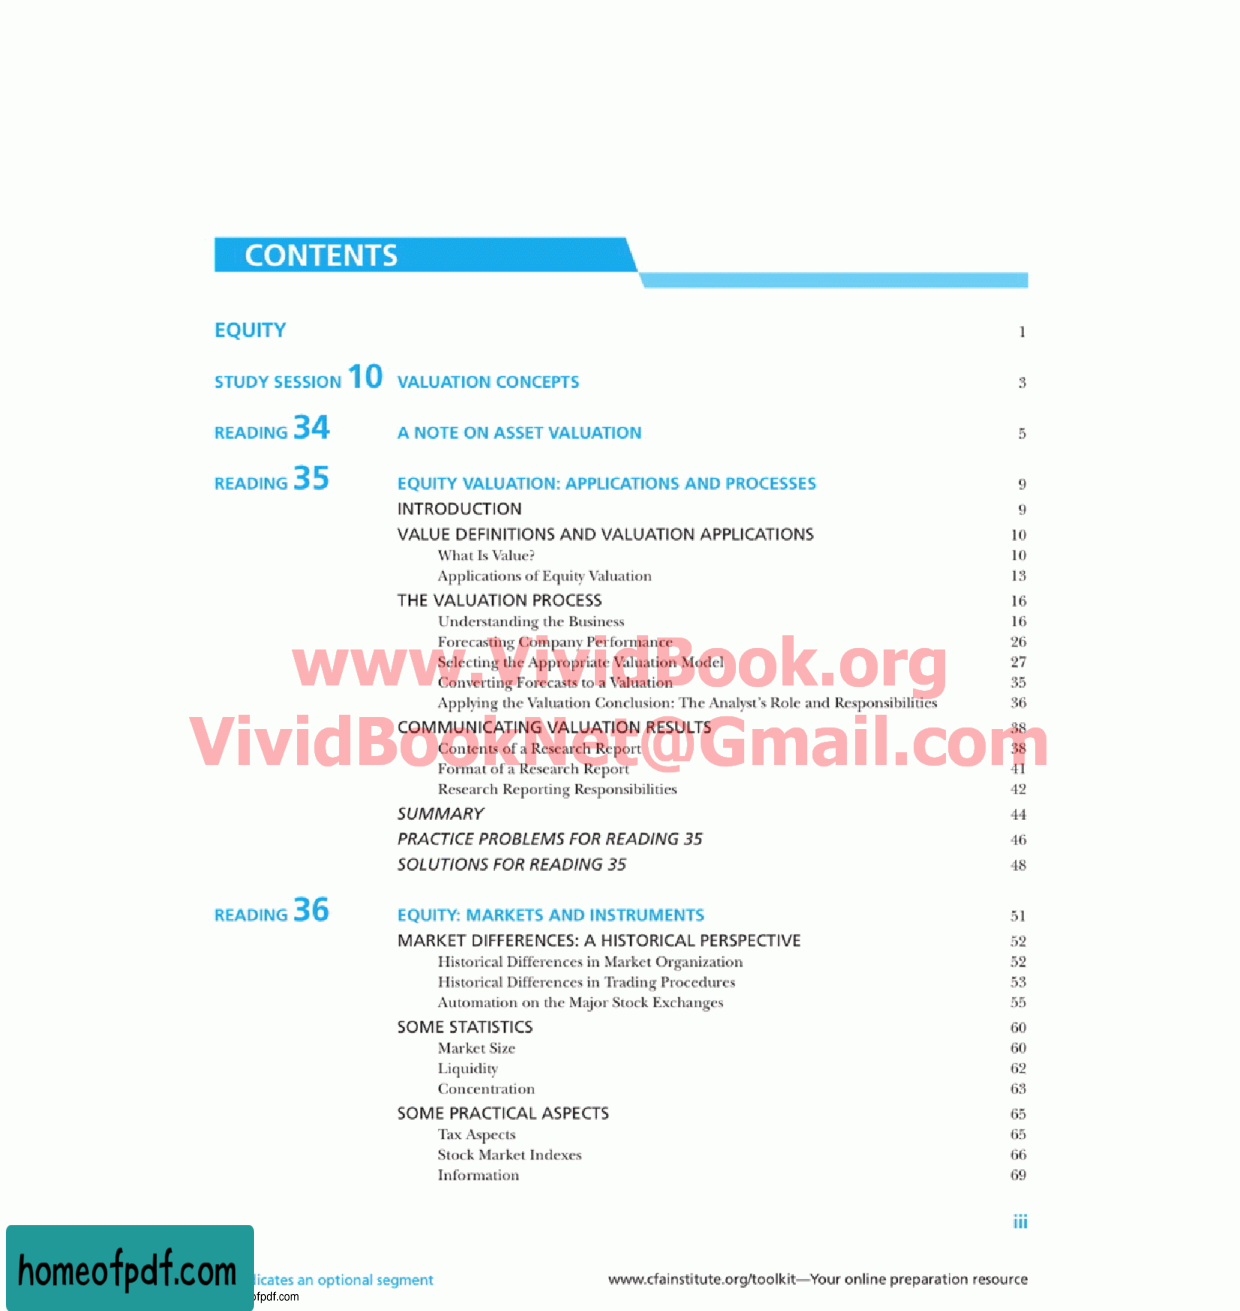 CONTENTS
EQUITY 1
STUDY SESSION 10 VALUATION CONCEPTS 3
READING 34 A NOTE ON ASSET VALUATION 5
READING 35 EQUITY VALUATION: APPLICATIONS AND PROCESSES 9
INTRODUCTION 9
VALUE DEFINITIONS AND VALUATION APPLICATIONS 10
What Is Value? 10
Applications of Equity Valuation 13
THE VALUATION PROCESS 16
Understanding the Business 16
Forecasting Company Performance 26
Selecting the Appropriate Valuation Model 27
www.VividBook.org
Converting Forecasts to a Valuation 35
Applying the Valuation Conclusion: The Analyst's Role and Responsibilities 36
COMMUNICATING VALUATION RESULTS 38
VividBookNet@Gmail.com
Contents of a Research Report 38
Format of a Research Report 41
Research Reporting Responsibilities 42
SUMMARY 44
PRACTICE PROBLEMS FOR READING 35 46
SOLUTIONS FOR READING 35 48
READING 36 EQUITY: MARKETS AND INSTRUMENTS 51
MARKET DIFFERENCES: A HISTORICAL PERSPECTIVE 52
Historical Differences in Market Organization 52
Historical Differences in Trading Procedures 53
Automation on the Major Stock Exchanges 55
SOME STATISTICS 60
Market Size 60
Liquidity 62
Concentration 63
SOME PRACTICAL ASPECTS 65
Tax Aspects 65
Stock Market Indexes 66
Information 69
iii
homeofpdf.com
dicates an optional segment www.cfainstitute.org/toolkit—Your online preparation resource
ofpdf.com